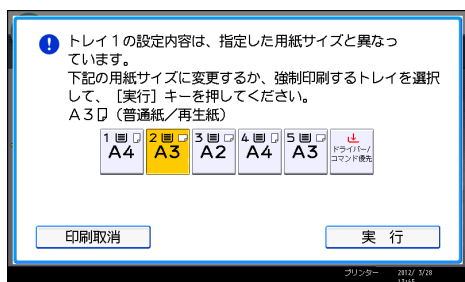 トレイ１の設定内容は、指定した用紙サイズと異なっ
ています。
下記の用紙サイズに変更するか、強制印刷するトレイを選択
して、［実行］キーを押してください。
Ａ３（普通紙／再生紙）
1 2 3 4 5
A4 A3 A2 A4 A3 ドライバー/
コマンド優先
印刷取消 実 行
プリンター 2012/ 3/28